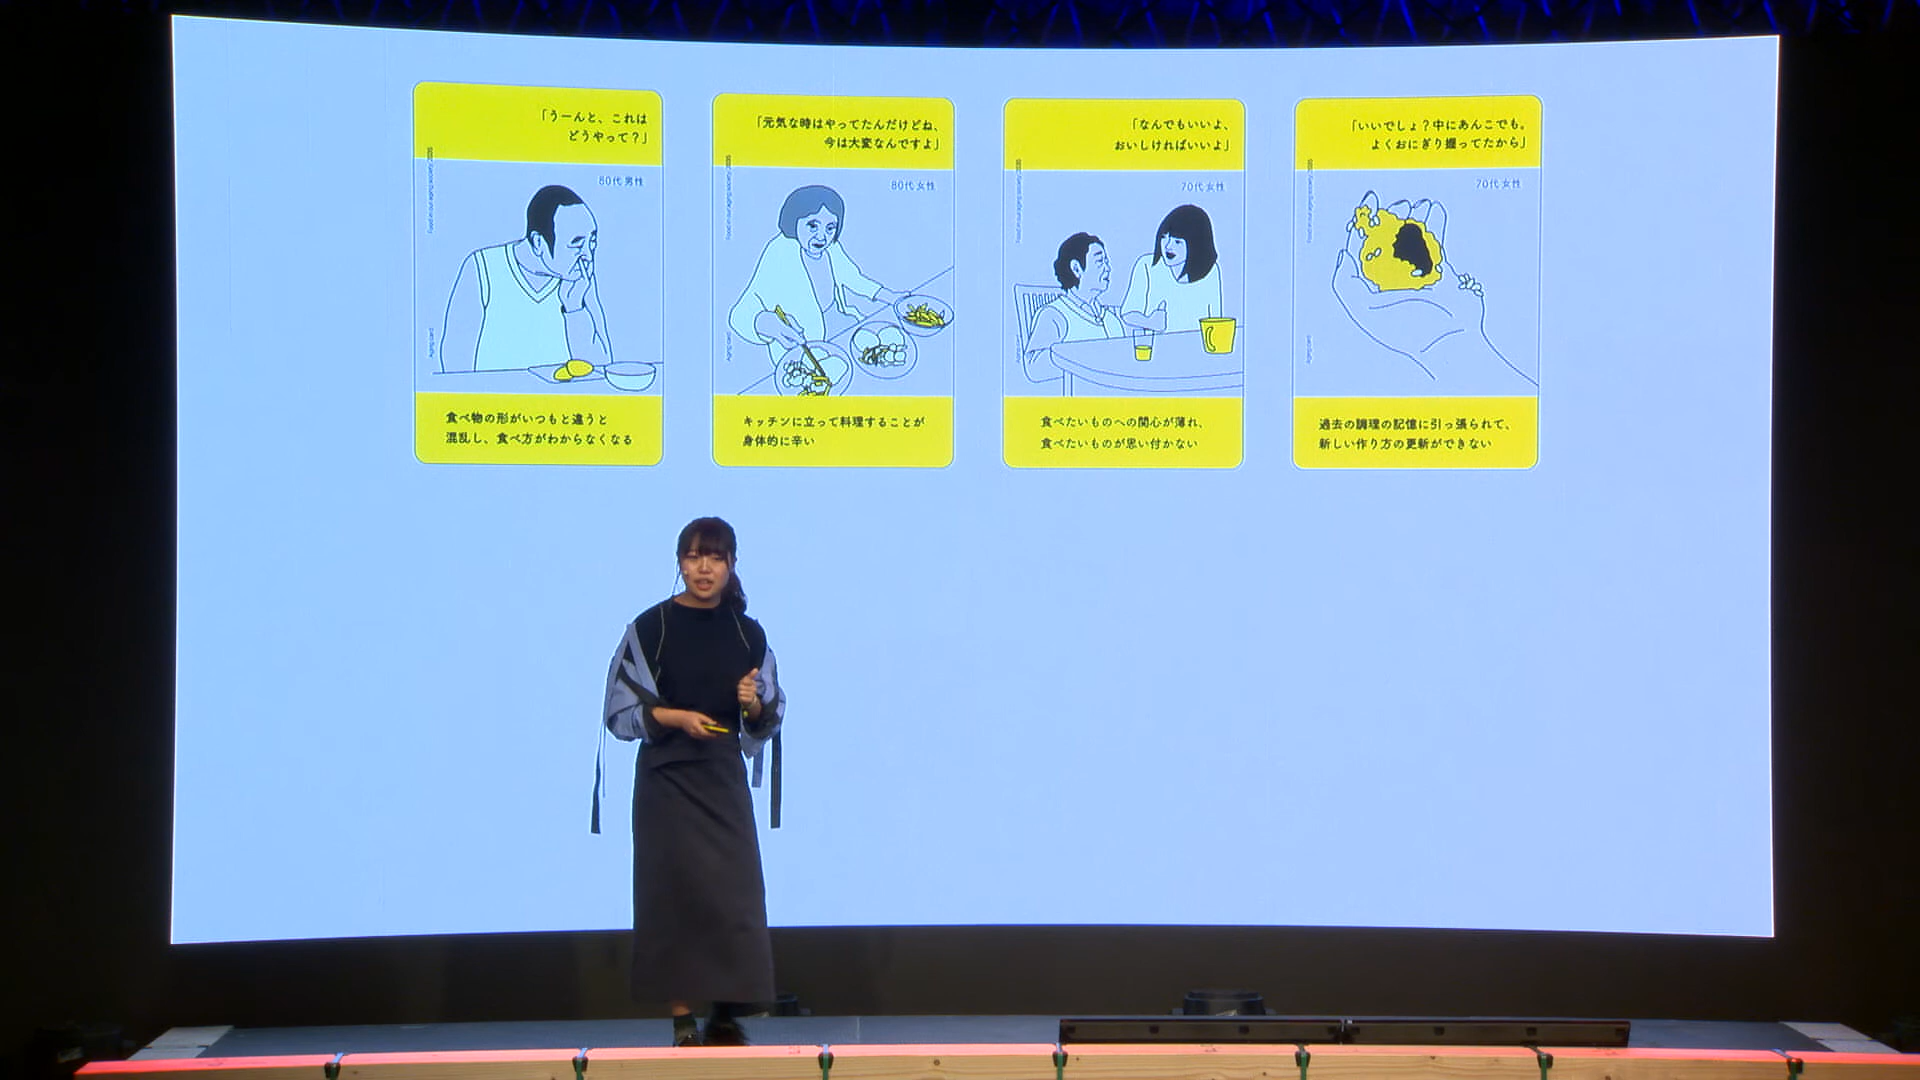 「うーんと、これは
どうやって？」
80代 男性
食べ物の形がいつもと違うと
混乱し、食べ方がわからなくなる
「元気な時はやってたんだけどね、
今は大変なんですよ」
80代 女性
キッチンに立って料理することが
身体的に辛い
「なんでもいいよ、
おいしければいいよ」
70代 女性
食べたいものへの関心が薄れ、
食べたいものが思い付かない
「いいでしょ？中にあんこでも。
よくおにぎり握ってたから」
70代 女性
過去の調理の記憶に引っ張られて、
新しい作り方の更新ができない